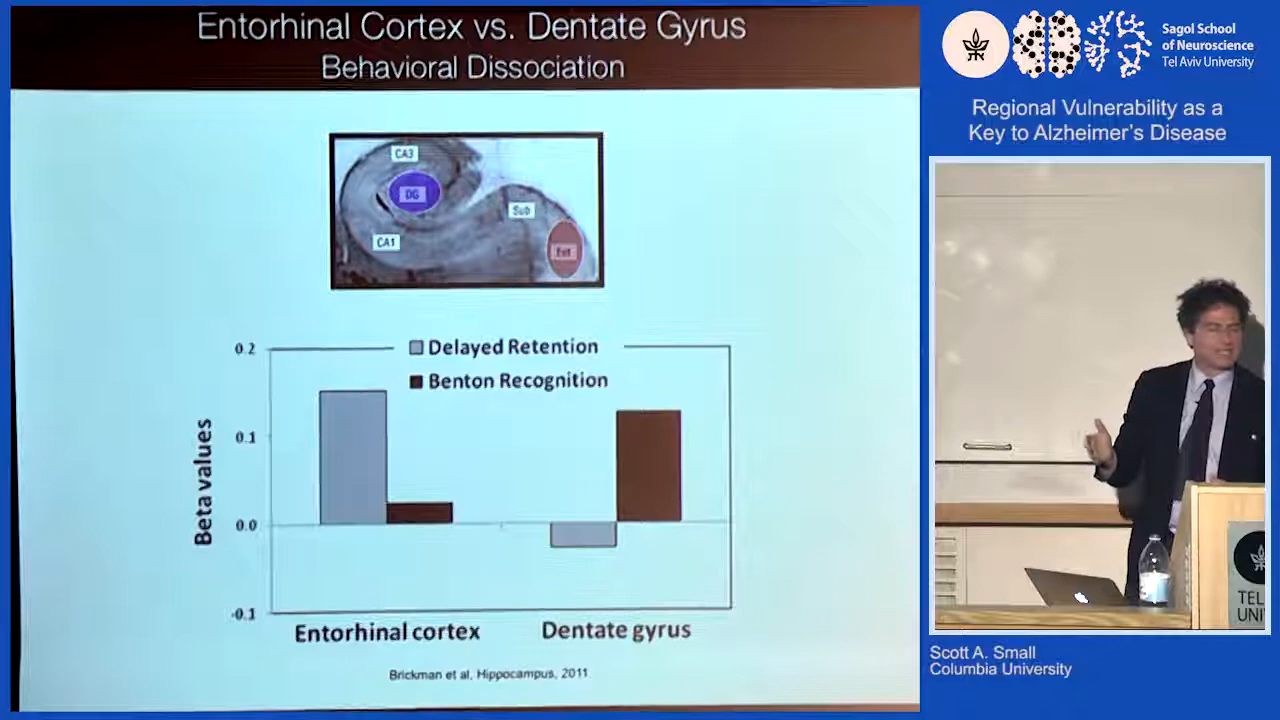 Entorhinal Cortex vs. Dentate Gyrus
Behavioral Dissociation
CA3
DG
Sub
CA1
Ent
0.2
Delayed Retention
Benton Recognition
0.1
Beta values
0.0
-0.1
Entorhinal cortex
Dentate gyrus
Brickman et al, Hippocampus, 2011
Sagol School
of Neuroscience
Tel Aviv University
Regional Vulnerability as a
Key to Alzheimer's Disease
TEL
UNI
Scott A. Small
Columbia University